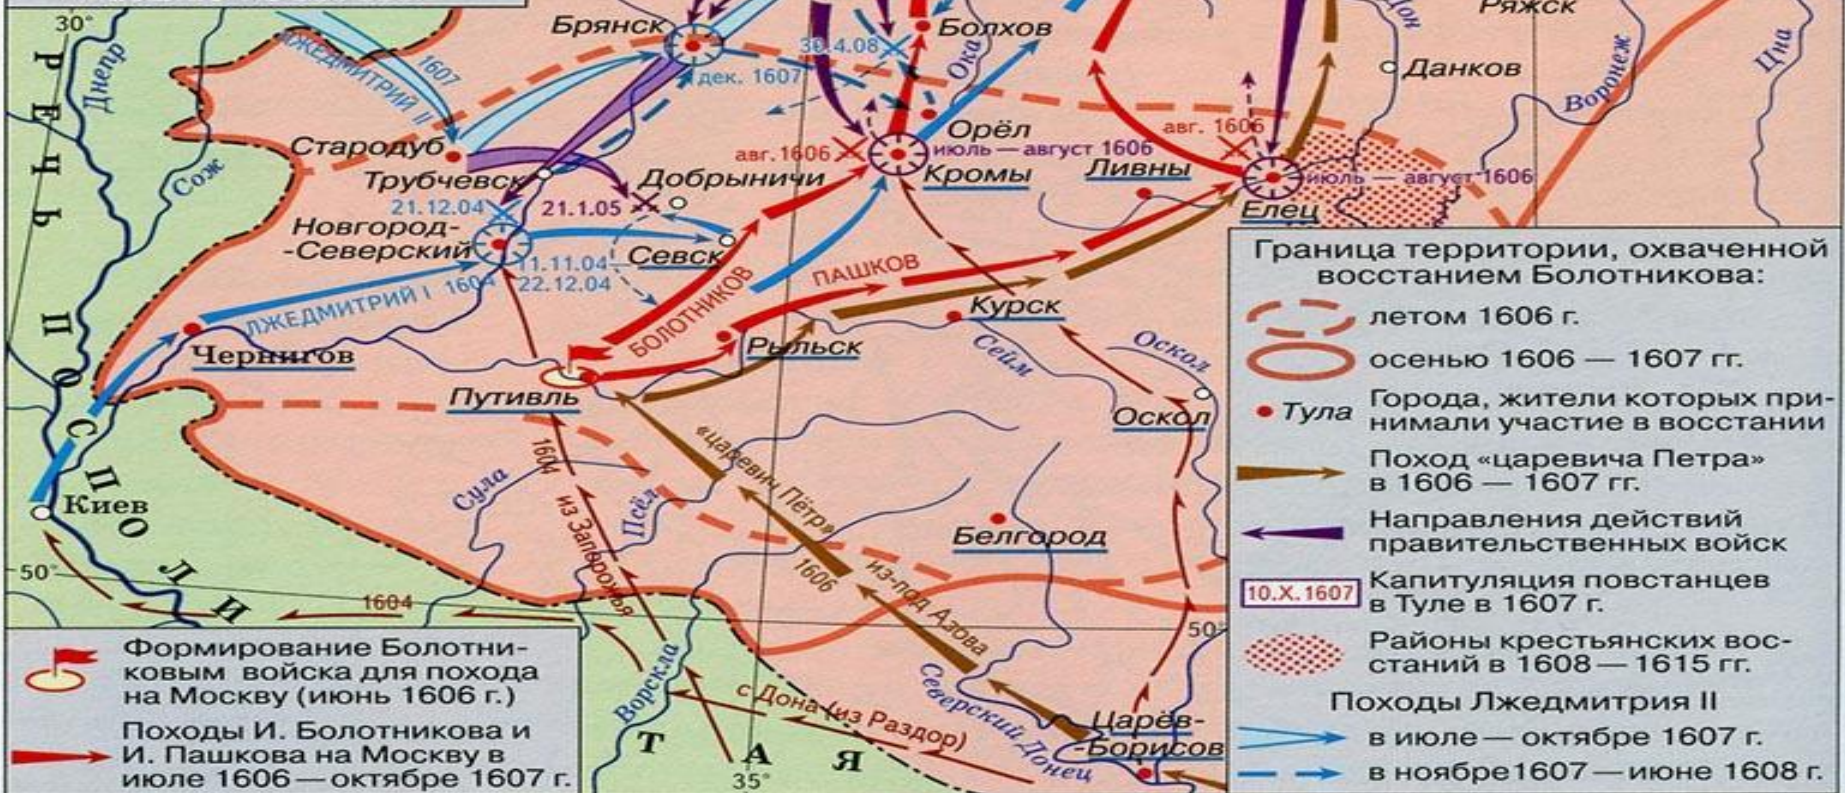 30°
Днепр
РЕЧЬ ПОСПОЛИТАЯ
ЛЖЕДМИТРИЙ II
1607
Брянск
дек. 1607
30.4.08
Болхов
Ока
Дон
Ряжск
Данков
Воронеж
Цна
Стародуб
Сож
Трубчевск
21.12.04
21.1.05
Добрыничи
авг. 1606
Орёл
июль — август 1606
Кромы
Ливны
авг. 1606
июль — август 1606
Елец
Новгород-
-Северский
11.11.04—
22.12.04
Севск
ЛЖЕДМИТРИЙ I 1604
БОЛОТНИКОВ
ПАШКОВ
Чернигов
Путивль
Рыльск
Курск
Сейм
Оскол
Оскол
Киев
Сула
Псёл
1604
из Запорожья
«царевич Пётр»
1606
из-под Азова
Белгород
50°
1604
50°
Ворскла
с Дона (из Раздор)
Северский Донец
Царёв-
-Борисов
35°
Формирование Болотни-
ковым войска для похода
на Москву (июнь 1606 г.)
Походы И. Болотникова и
И. Пашкова на Москву в
июле 1606 — октябре 1607 г.
Граница территории, охваченной
восстанием Болотникова:
летом 1606 г.
осенью 1606 — 1607 гг.
Тула Города, жители которых при-
нимали участие в восстании
Поход «царевича Петра»
в 1606 — 1607 гг.
Направления действий
правительственных войск
10.X.1607 Капитуляция повстанцев
в Туле в 1607 г.
Районы крестьянских вос-
станий в 1608 — 1615 гг.
Походы Лжедмитрия II
в июле — октябре 1607 г.
в ноябре 1607 — июне 1608 г.